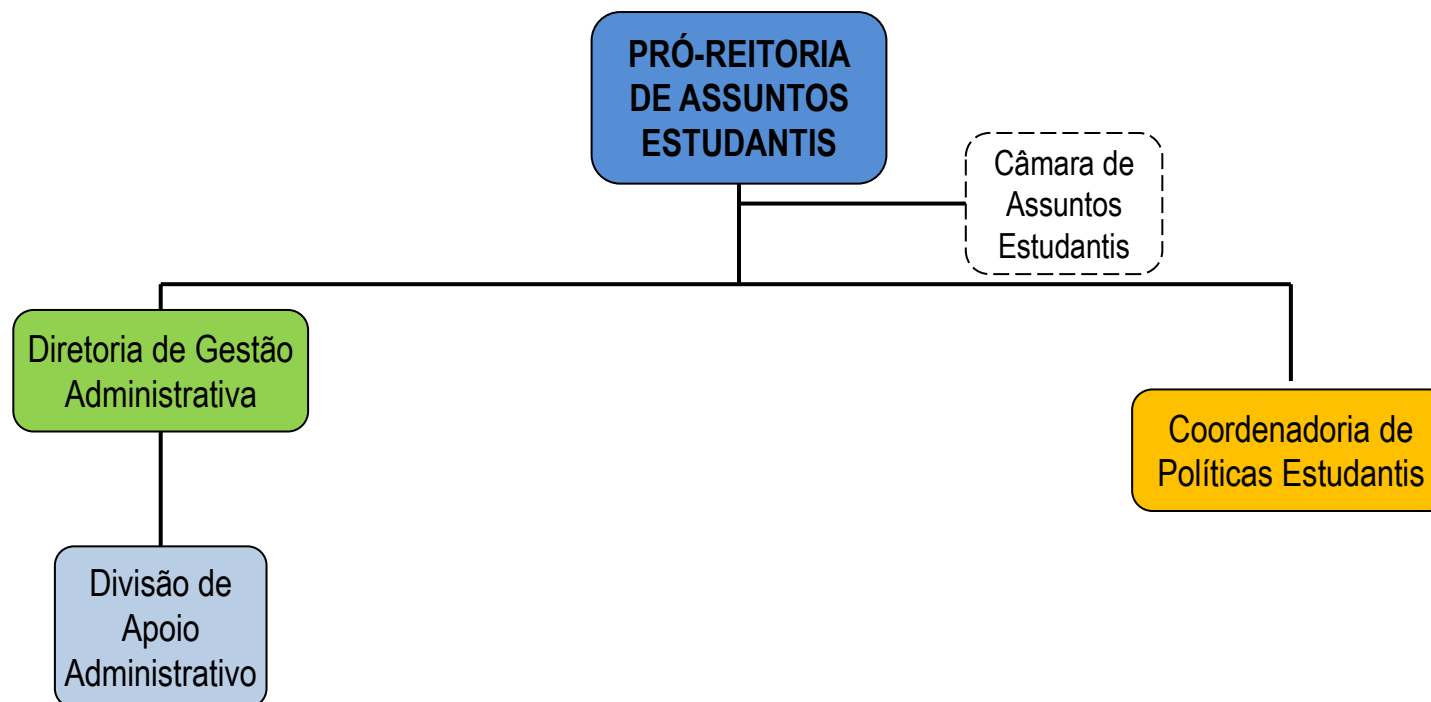 PRÓ-REITORIA
DE ASSUNTOS
ESTUDANTIS
Câmara de
Assuntos
Estudantis
Diretoria de Gestão
Administrativa
Coordenadoria de
Políticas Estudantis
Divisão de
Apoio
Administrativo